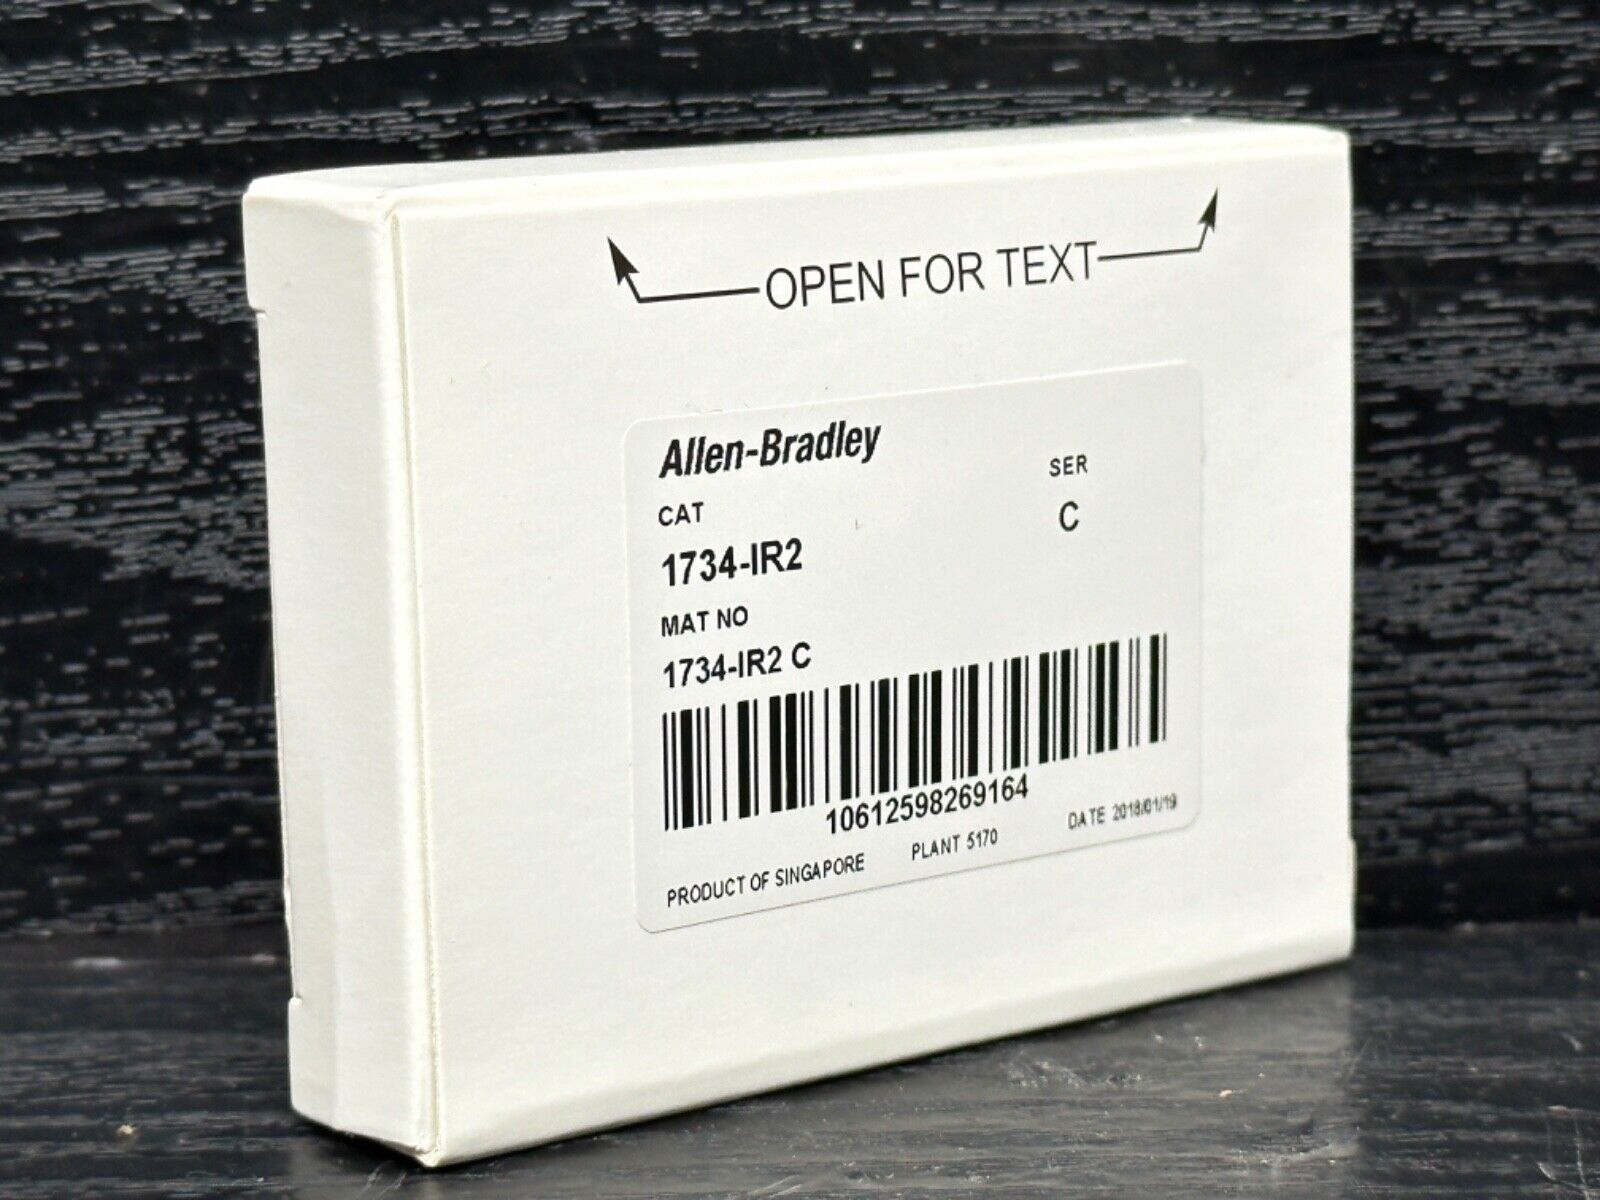 OPEN FOR TEXT
Allen-Bradley
CAT
SER
1734-IR2
C
MAT NO
1734-IR2 C
10612598269164
PRODUCT OF SINGAPORE PLANT 5170 DATE 2018/01/19